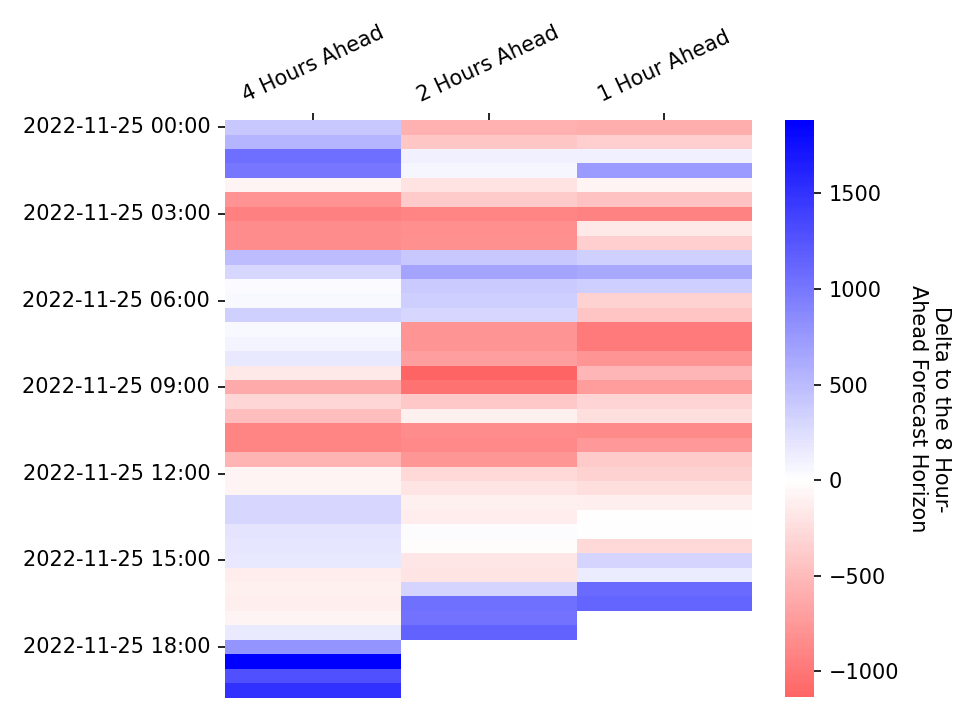 4 Hours Ahead
2 Hours Ahead
1 Hour Ahead
2022-11-25 00:00
2022-11-25 03:00
2022-11-25 06:00
2022-11-25 09:00
2022-11-25 12:00
2022-11-25 15:00
2022-11-25 18:00
1500
1000
500
0
−500
−1000
Delta to the 8 Hour-
Ahead Forecast Horizon